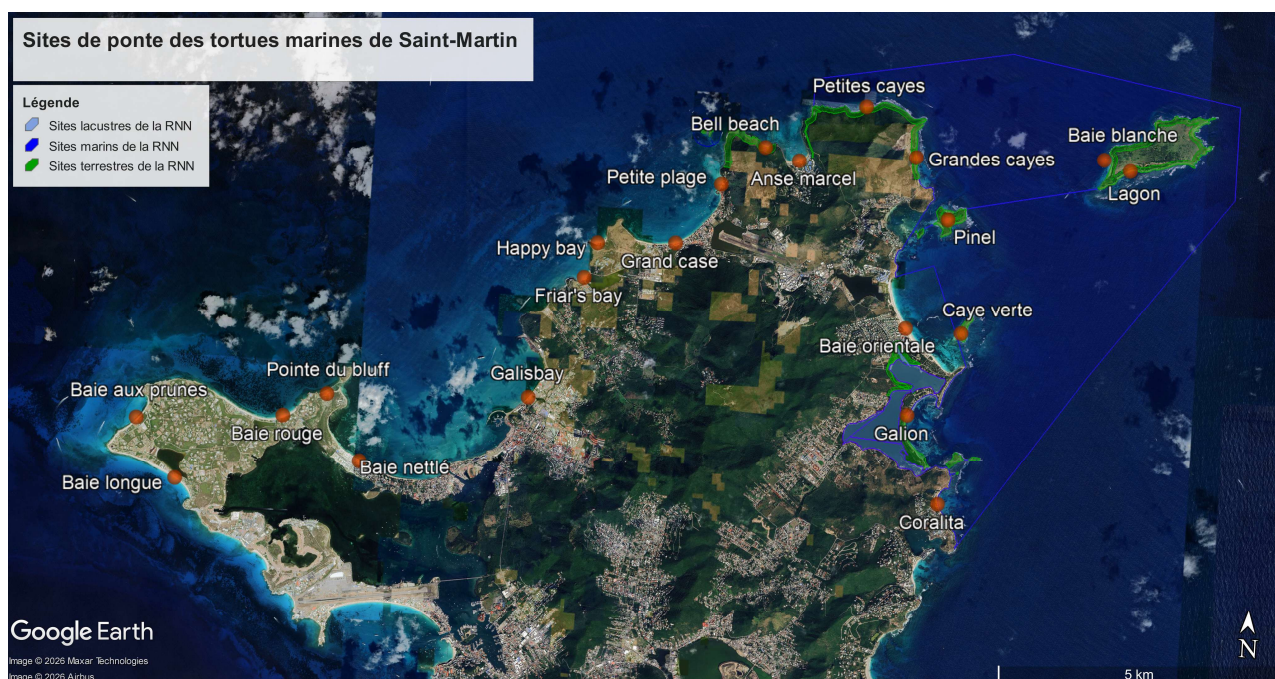 Sites de ponte des tortues marines de Saint-Martin
Légende
Sites lacustres de la RNN
Sites marins de la RNN
Sites terrestres de la RNN
Petites cayes
Bell beach
Baie blanche
Grandes cayes
Anse marcel
Petite plage
Lagon
Pinel
Happy bay
Grand case
Friar's bay
Caye verte
Baie orientale
Pointe du bluff
Galisbay
Baie aux prunes
Baie rouge
Galion
Baie nettlé
Baie longue
Coralita
Google Earth
Image © 2026 Maxar Technologies
Image © 2026 Airbus
N
5 km